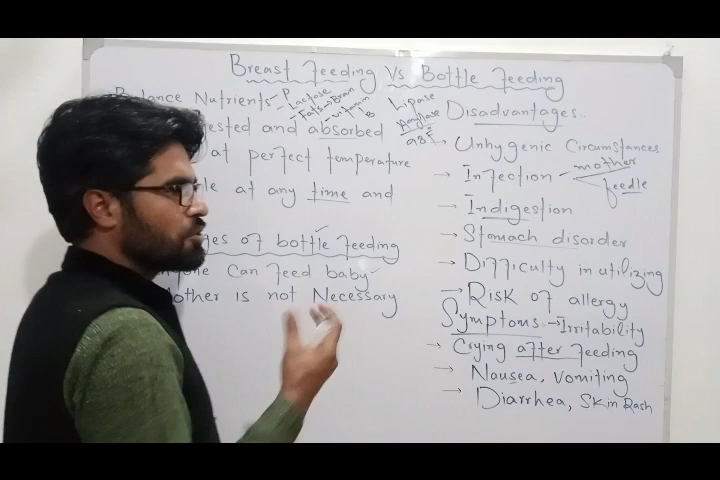 Breast Feeding Vs Bottle Feeding
Balance Nutrients - P
- Lactose
- Fats → Brain
- Vitamin
B
ested and absorbed
at perfect temperature
at any time and
ges of bottle feeding
one can feed baby
Mother is not Necessary
Lipase
Amylase
98 F
Disadvantages..
→ Unhygenic Circumstances
→ Infection - mother
feedle
→ Indigestion
→ Stomach disorder
→ Difficulty in utilizing
→ Risk of allergy
Symptoms → Irritability
→ Crying after feeding
→ Nausea, vomiting
→ Diarrhea, Skin Rash